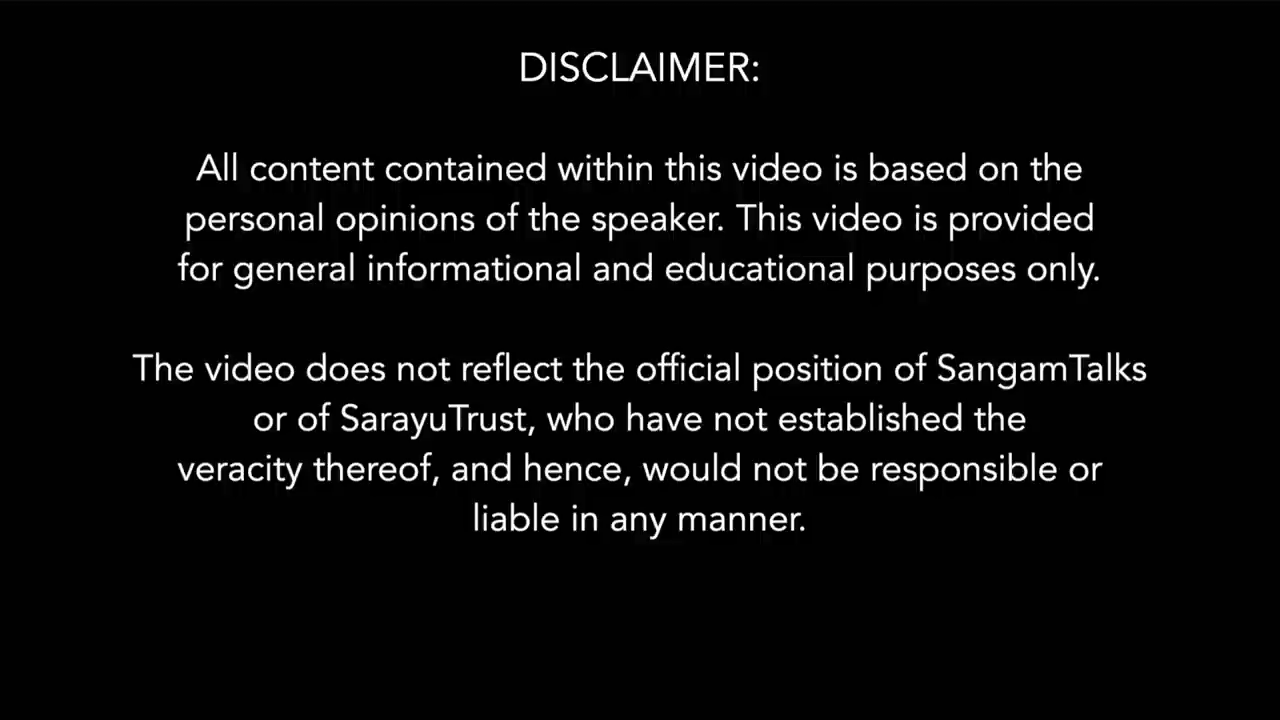 DISCLAIMER:
All content contained within this video is based on the
personal opinions of the speaker. This video is provided
for general informational and educational purposes only.
The video does not reflect the official position of SangamTalks
or of SarayuTrust, who have not established the
veracity thereof, and hence, would not be responsible or
liable in any manner.